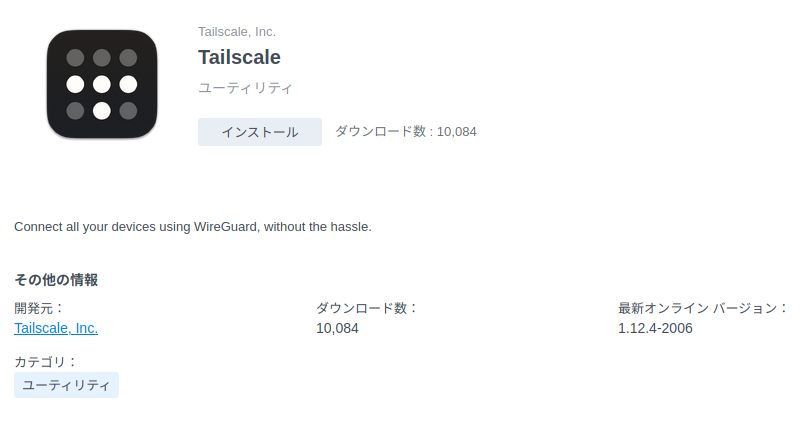 Tailscale, Inc.
Tailscale
ユーティリティ
インストール ダウンロード数 : 10,084
Connect all your devices using WireGuard, without the hassle.
その他の情報
開発元： ダウンロード数： 最新オンライン バージョン：
Tailscale, Inc. 10,084 1.12.4-2006
カテゴリ：
ユーティリティ